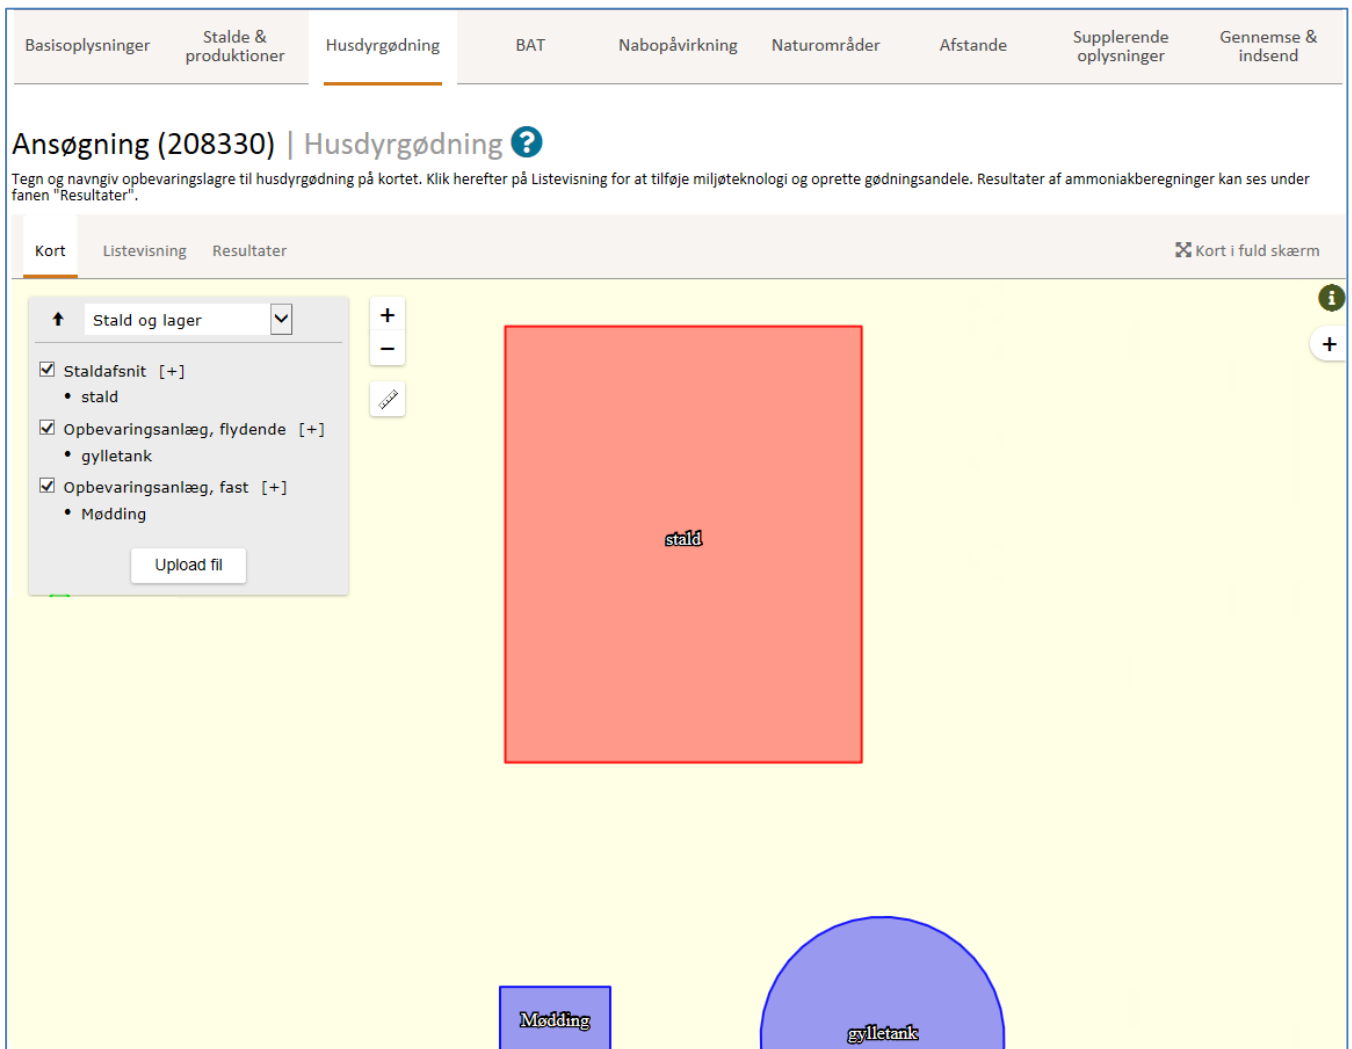 Basisoplysninger
Stalde &
produktioner
Husdyrgødning
BAT
Nabopåvirkning
Naturområder
Afstande
Supplerende
oplysninger
Gennemse &
indsend
Ansøgning (208330) | Husdyrgødning ?
Tegn og navngiv opbevaringslagre til husdyrgødning på kortet. Klik herefter på Listevisning for at tilføje miljøteknologi og oprette gødningsandele. Resultater af ammoniakberegninger kan ses under
fanen "Resultater".
Kort
Listevisning
Resultater
Kort i fuld skærm
Stald og lager
Staldafsnit [+]
• stald
Opbevaringsanlæg, flydende [+]
• gylletank
Opbevaringsanlæg, fast [+]
• Mødding
Upload fil
+
−
i
+
stald
Mødding
gylletank